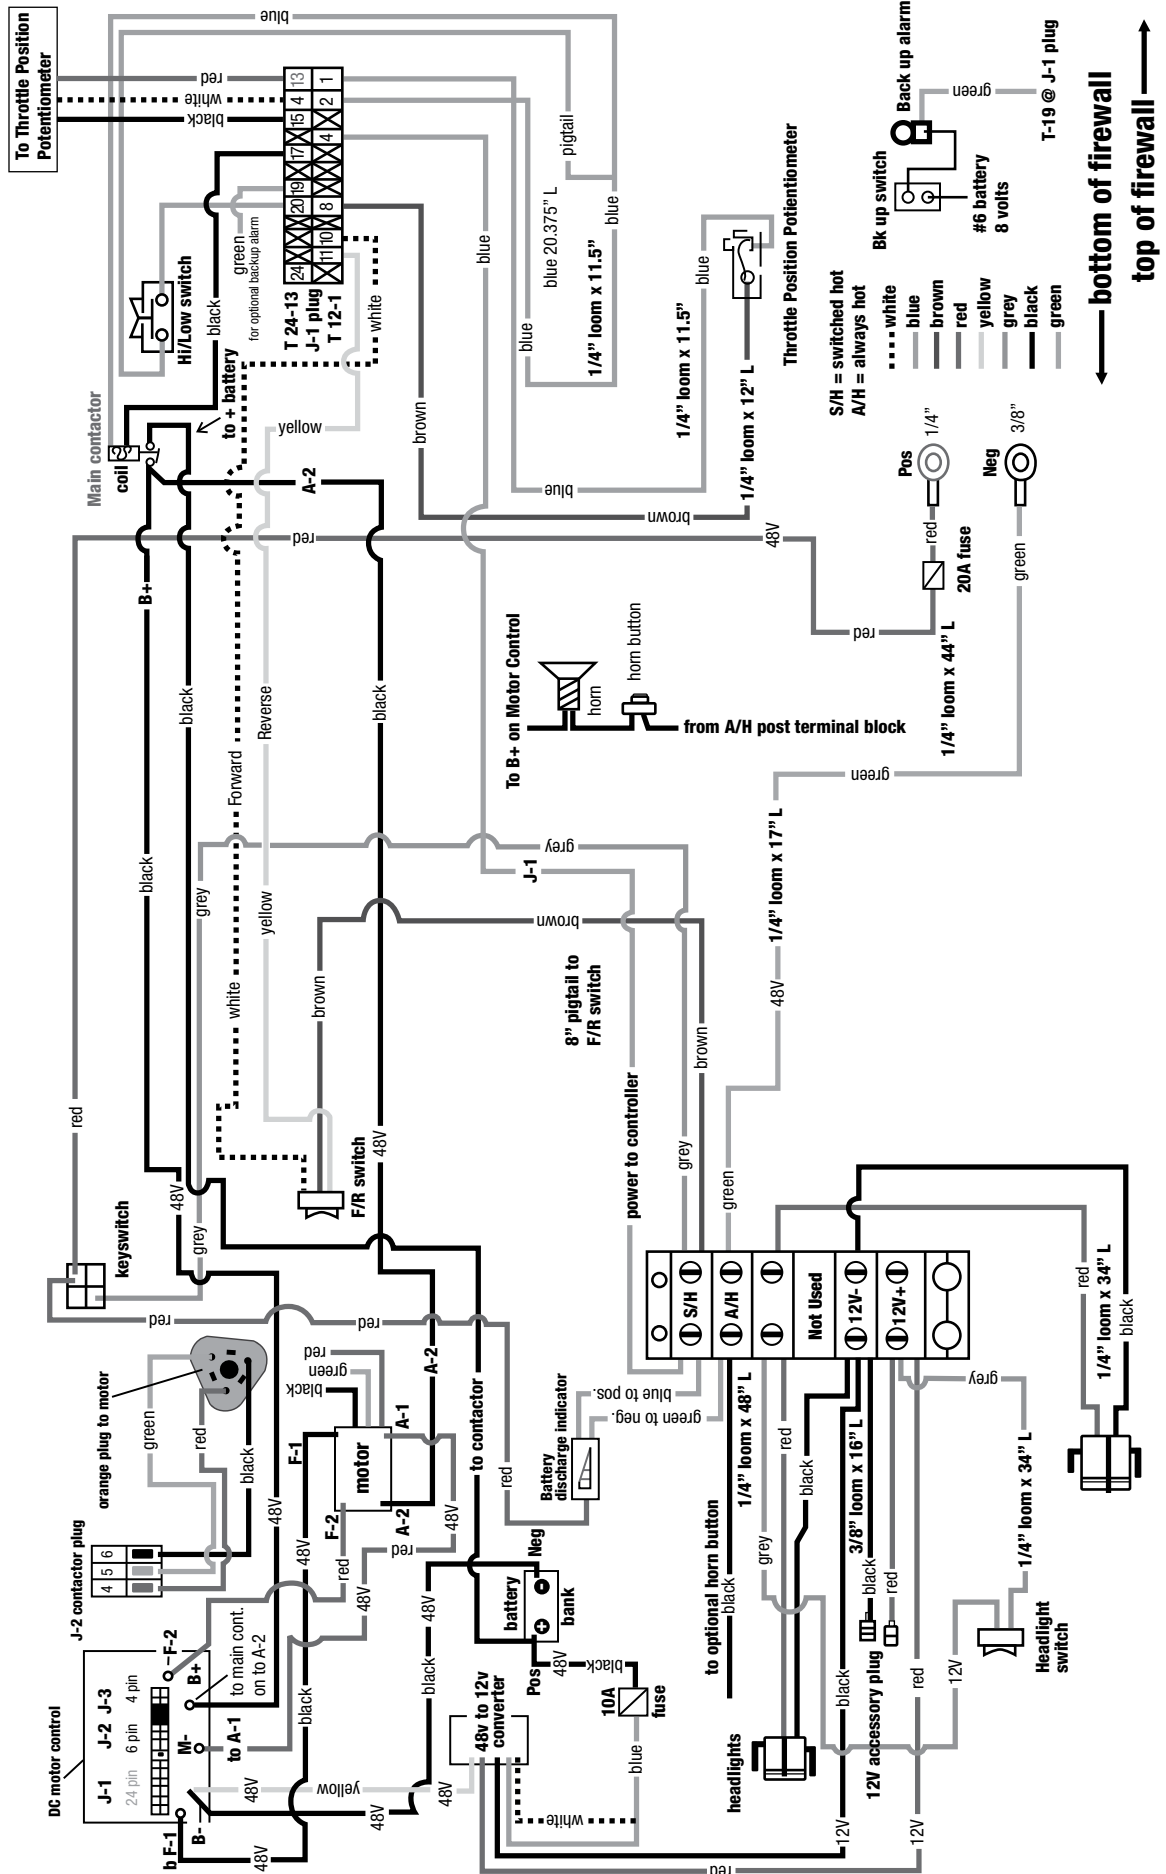 To Throttle Position
Potentiometer
blue
red
white
black
13
4
15
17
19
20
24
1
2
4
8
10
11
pigtail
blue 20.375” L
blue
1/4” loom x 11.5”
blue
blue
green
for optional backup alarm
Hi/Low switch
T 24-13
J-1 plug
T 12-1
white
black
to + battery
Main contactor
coil
yellow
brown
A-2
blue
1/4” loom x 11.5”
1/4” loom x 12” L
blue
brown
Throttle Position Potientiometer
Back up alarm
green
Bk up switch
#6 battery
8 volts
T-19 @ J-1 plug
bottom of firewall
top of firewall
S/H = switched hot
A/H = always hot
white
blue
brown
red
yellow
grey
black
green
Pos
1/4”
Neg
3/8”
red
20A fuse
green
red
48V
B+
red
black
Reverse
black
Forward
To B+ on Motor Control
horn
horn button
from A/H post terminal block
1/4” loom x 44” L
red
green
black
grey
yellow
white
brown
grey
J-1
brown
8” pigtail to
F/R switch
1/4” loom x 17” L
48V
red
48V
F/R switch
48V
power to controller
grey
brown
green
keyswitch
grey
red
red
orange plug to motor
green
red
black
red
green
black
F-1
A-1
A-2
motor
F-2
A-2
to contactor
red
Battery
discharge indicator
blue to pos.
green to neg.
S/H
A/H
Not Used
12V-
12V+
red
1/4” loom x 34” L
black
J-2 contactor plug
4
5
6
48V
48V
red
48V
red
48V
Neg
battery
bank
Pos
48V
black
10A
fuse
to optional horn button
black
1/4” loom x 48” L
grey
red
black
3/8” loom x 16” L
black
red
grey
1/4” loom x 34” L
DC motor control
J-1
J-2
J-3
24 pin
6 pin
4 pin
F-2
B+
to main cont.
on to A-2
M-
to A-1
b F-1
B-
48V
48V
yellow
black
48V
black
48V
48V
48v to 12v
converter
blue
white
headlights
12V accessory plug
black
red
12V
Headlight
switch
12V
12V
red